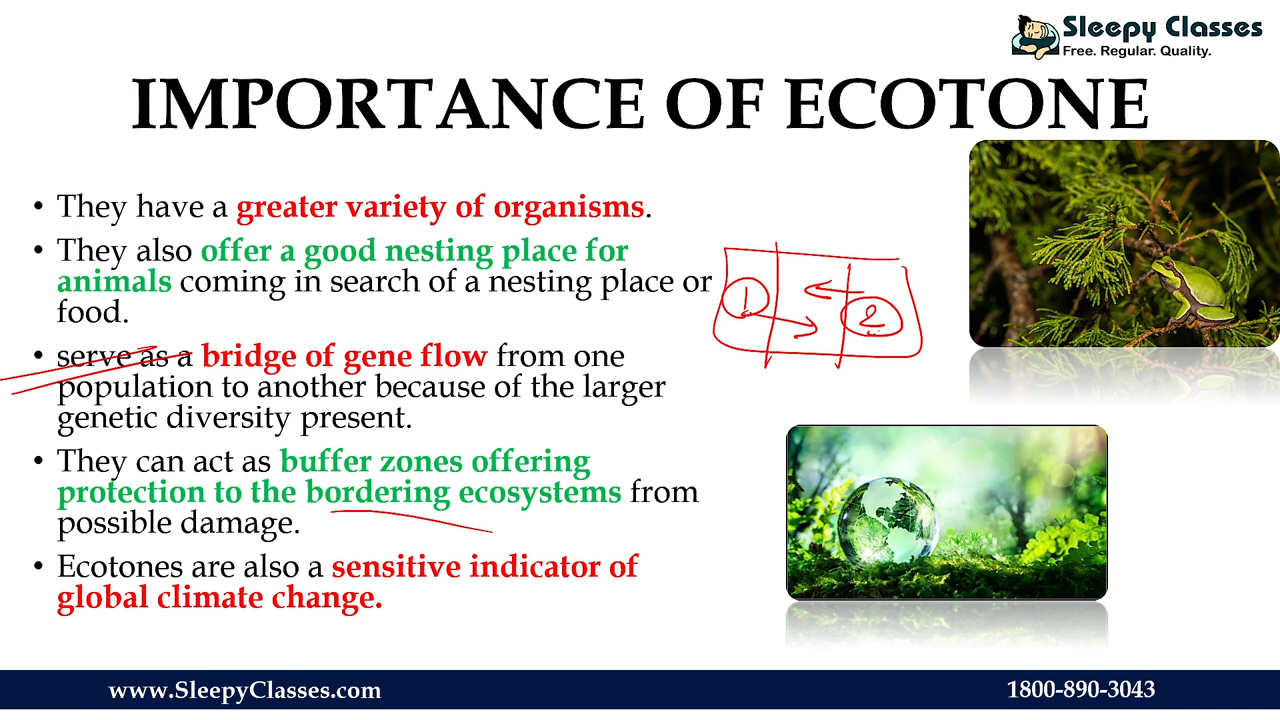 Sleepy Classes
Free. Regular. Quality.
IMPORTANCE OF ECOTONE
• They have a greater variety of organisms.
• They also offer a good nesting place for
animals coming in search of a nesting place or
food.
• serve as a bridge of gene flow from one
population to another because of the larger
genetic diversity present.
• They can act as buffer zones offering
protection to the bordering ecosystems from
possible damage.
• Ecotones are also a sensitive indicator of
global climate change.
1
2
www.SleepyClasses.com
1800-890-3043